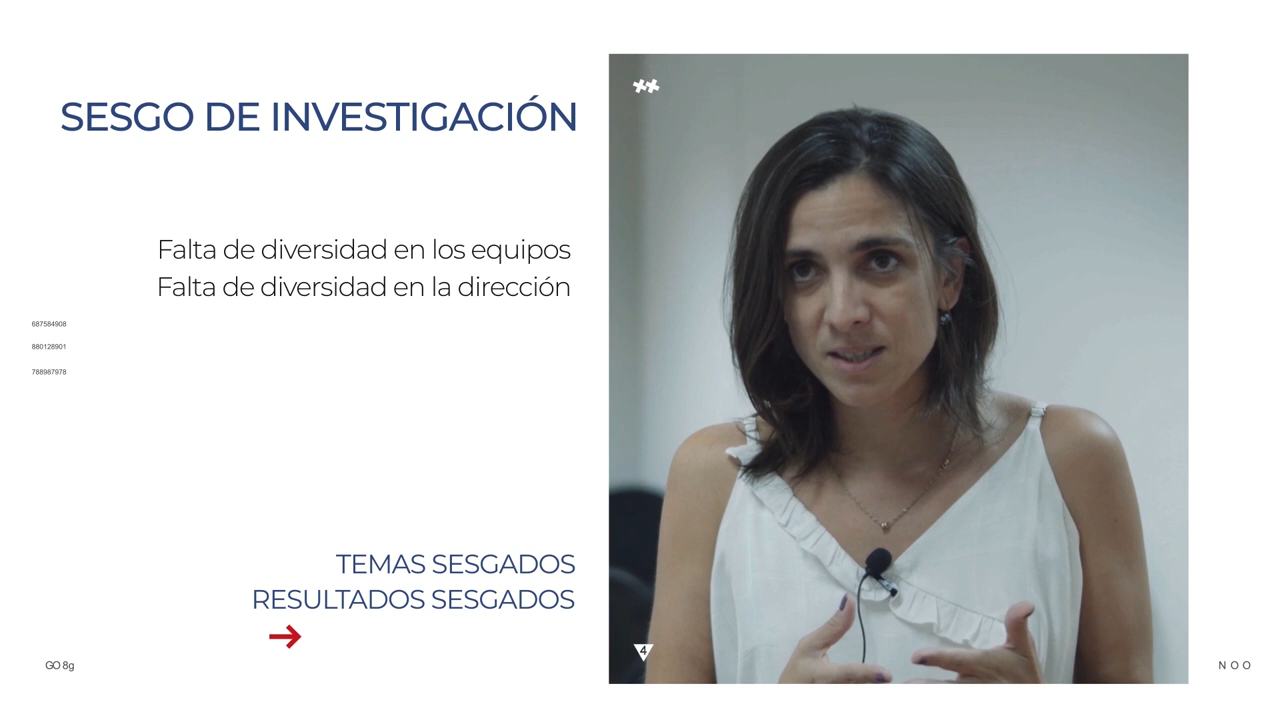 SESGO DE INVESTIGACIÓN
Falta de diversidad en los equipos
Falta de diversidad en la dirección
687584908
880128901
788987978
TEMAS SESGADOS
RESULTADOS SESGADOS
4
GO 8g
NOO